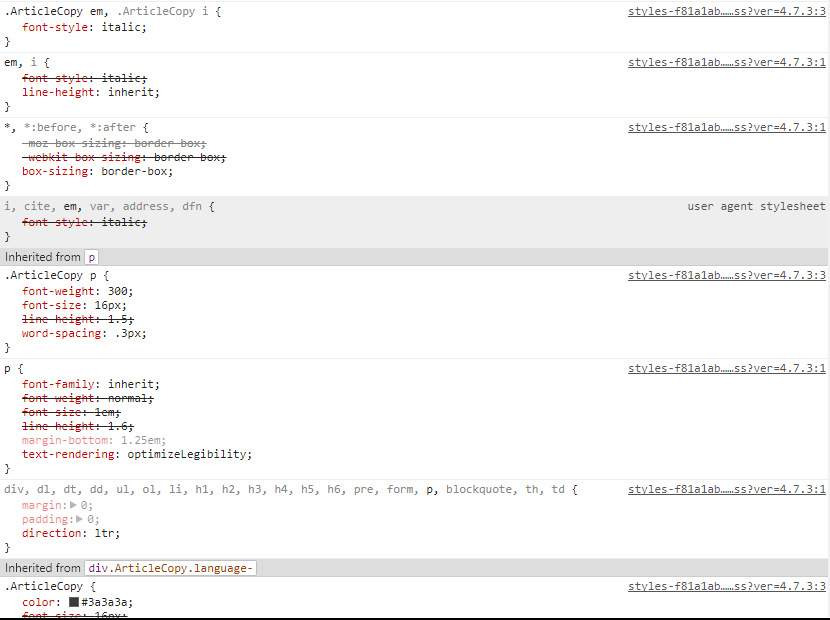 .ArticleCopy em, .ArticleCopy i { styles-f81a1ab……ss?ver=4.7.3:3
font-style: italic;
}
em, i { styles-f81a1ab……ss?ver=4.7.3:1
font-style: italic;
line-height: inherit;
}
*, *:before, *:after { styles-f81a1ab……ss?ver=4.7.3:1
-moz-box-sizing: border-box;
-webkit-box-sizing: border-box;
box-sizing: border-box;
}
i, cite, em, var, address, dfn { user agent stylesheet
font-style: italic;
}
Inherited from p
.ArticleCopy p { styles-f81a1ab……ss?ver=4.7.3:3
font-weight: 300;
font-size: 16px;
line-height: 1.5;
word-spacing: .3px;
}
p { styles-f81a1ab……ss?ver=4.7.3:1
font-family: inherit;
font-weight: normal;
font-size: 1em;
line-height: 1.6;
margin-bottom: 1.25em;
text-rendering: optimizeLegibility;
}
div, dl, dt, dd, ul, ol, li, h1, h2, h3, h4, h5, h6, pre, form, p, blockquote, th, td { styles-f81a1ab……ss?ver=4.7.3:1
margin:▶0;
padding:▶0;
direction: ltr;
}
Inherited from div.ArticleCopy.language-
.ArticleCopy { styles-f81a1ab……ss?ver=4.7.3:3
color: #3a3a3a;
font-size: 16px;